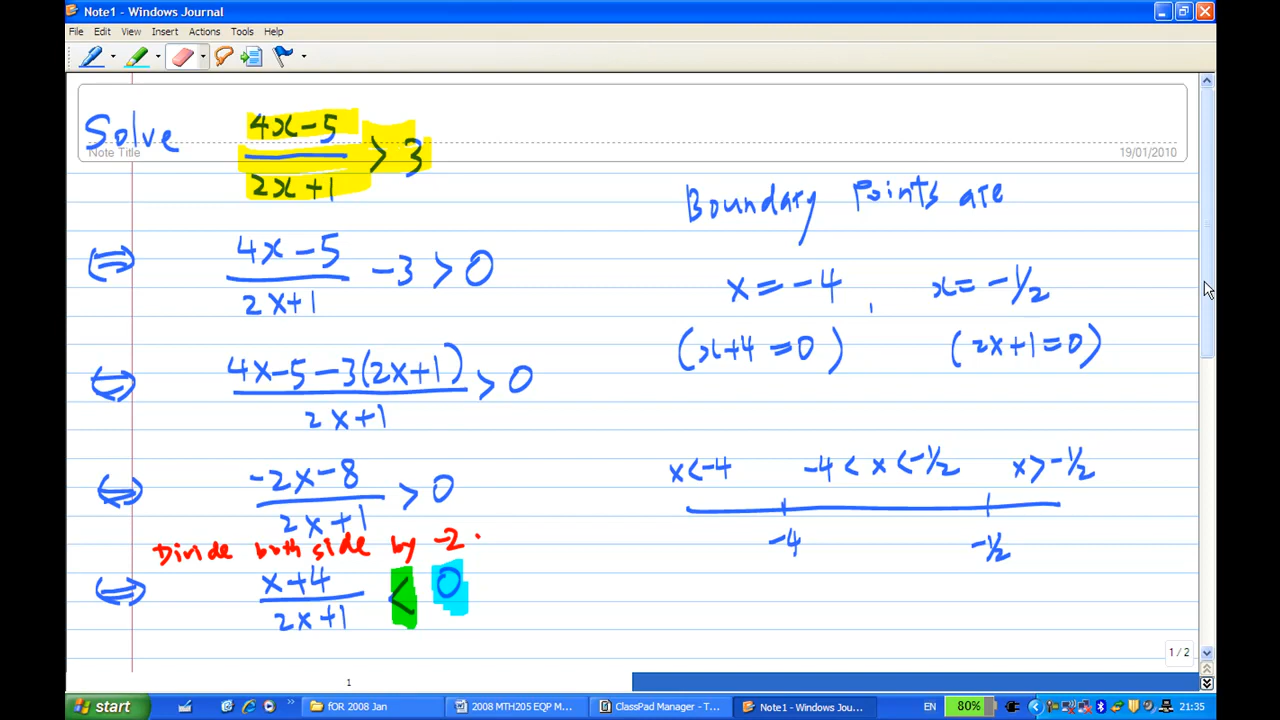 Note1 - Windows Journal
File Edit View Insert Actions Tools Help
Solve (4x-5)/(2x+1) > 3
Note Title
19/01/2010
⇔ (4x-5)/(2x+1) - 3 > 0
⇔ (4x-5-3(2x+1))/(2x+1) > 0
⇔ (-2x-8)/(2x+1) > 0
Divide both side by -2.
⇔ (x+4)/(2x+1) < 0
Boundary Points are
x = -4 , x = -1/2
(x+4=0) (2x+1=0)
x<-4 -4<x<-1/2 x>-1/2
-4 -1/2
1 / 2
1
start
fOR 2008 Jan
2008 MTH205 EQP M...
ClassPad Manager - T...
Note1 - Windows Jou...
EN
80%
21:35